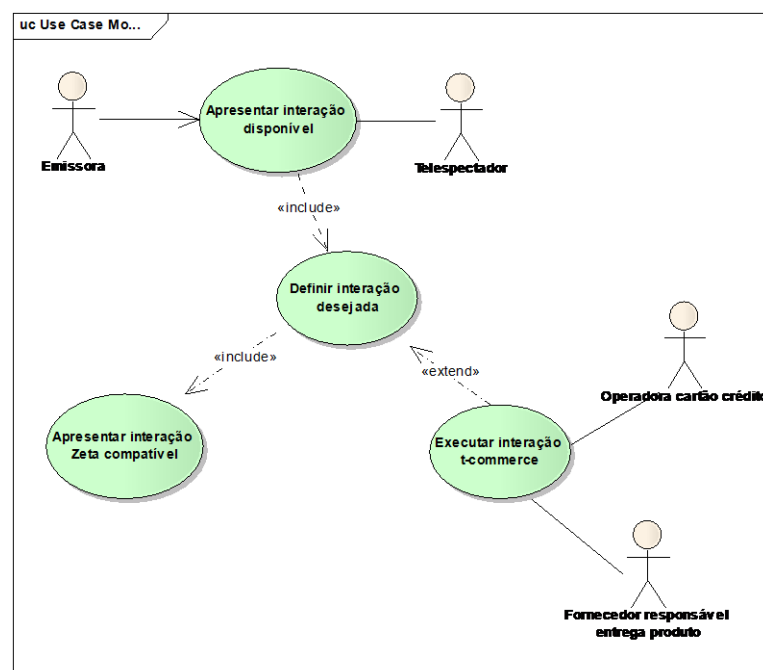 uc Use Case Mo...
Apresentar interação
disponível
Emissora
Telespectador
«include»
Definir interação
desejada
«include»
«extend»
Operadora cartão crédito
Apresentar interação
Zeta compatível
Executar interação
t-commerce
Fornecedor responsável
entrega produto